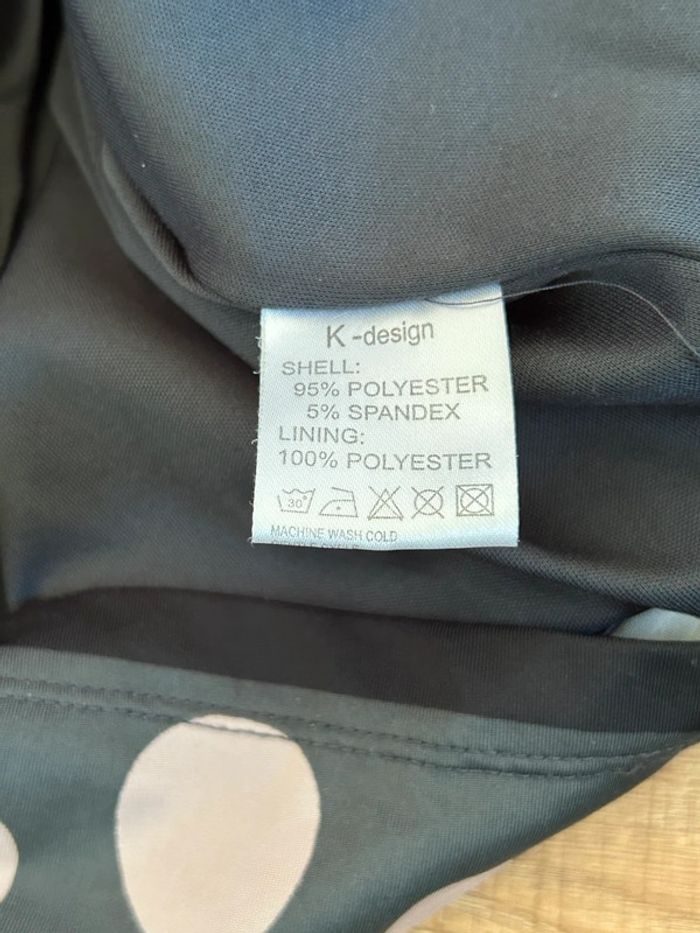 K-design
SHELL:
95% POLYESTER
5% SPANDEX
LINING:
100% POLYESTER
30°
MACHINE WASH COLD